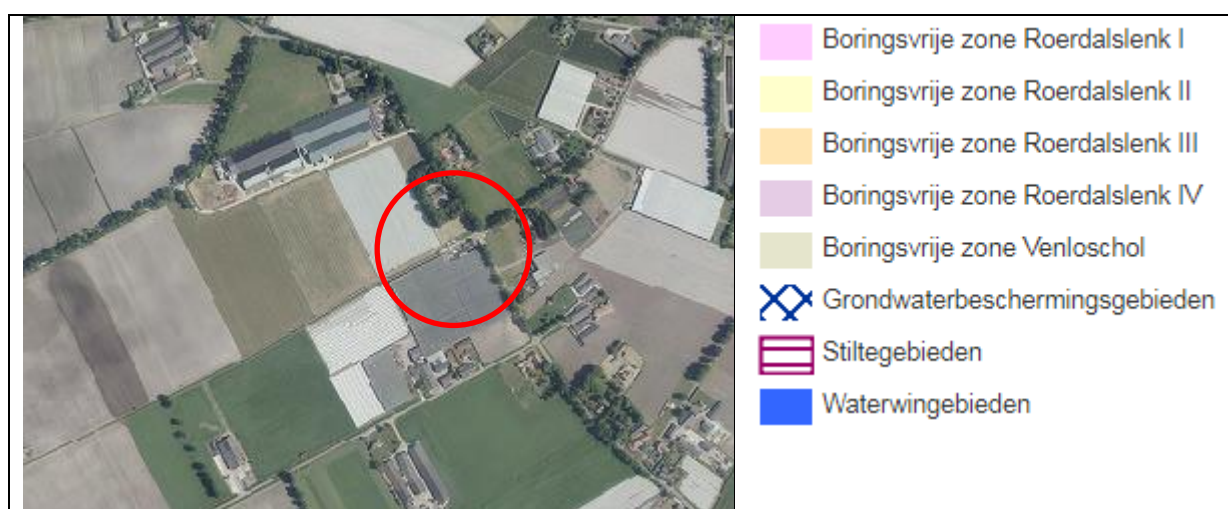 Boringsvrije zone Roerdalslenk I
Boringsvrije zone Roerdalslenk II
Boringsvrije zone Roerdalslenk III
Boringsvrije zone Roerdalslenk IV
Boringsvrije zone Venloschol
Grondwaterbeschermingsgebieden
Stiltegebieden
Waterwingebieden